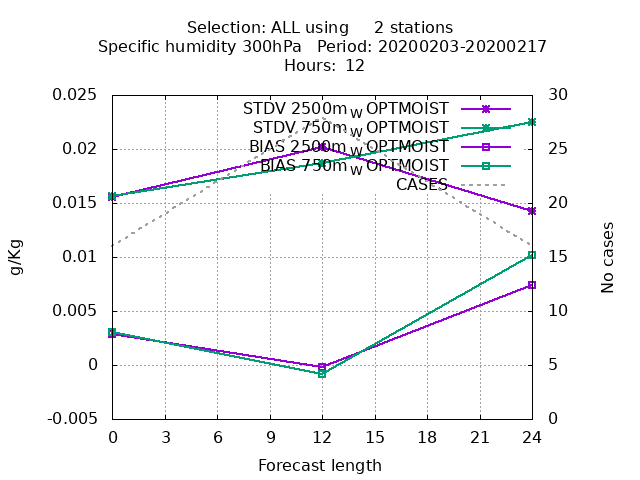 Selection: ALL using 2 stations
Specific humidity 300hPa Period: 20200203-20200217
Hours: 12
0.025
0.02
0.015
0.01
0.005
0
-0.005
g/Kg
STDV 2500m_W OPTMOIST
STDV 750m_W OPTMOIST
BIAS 2500m_W OPTMOIST
BIAS 750m_W OPTMOIST
CASES
30
25
20
15
10
5
0
No cases
0 3 6 9 12 15 18 21 24
Forecast length